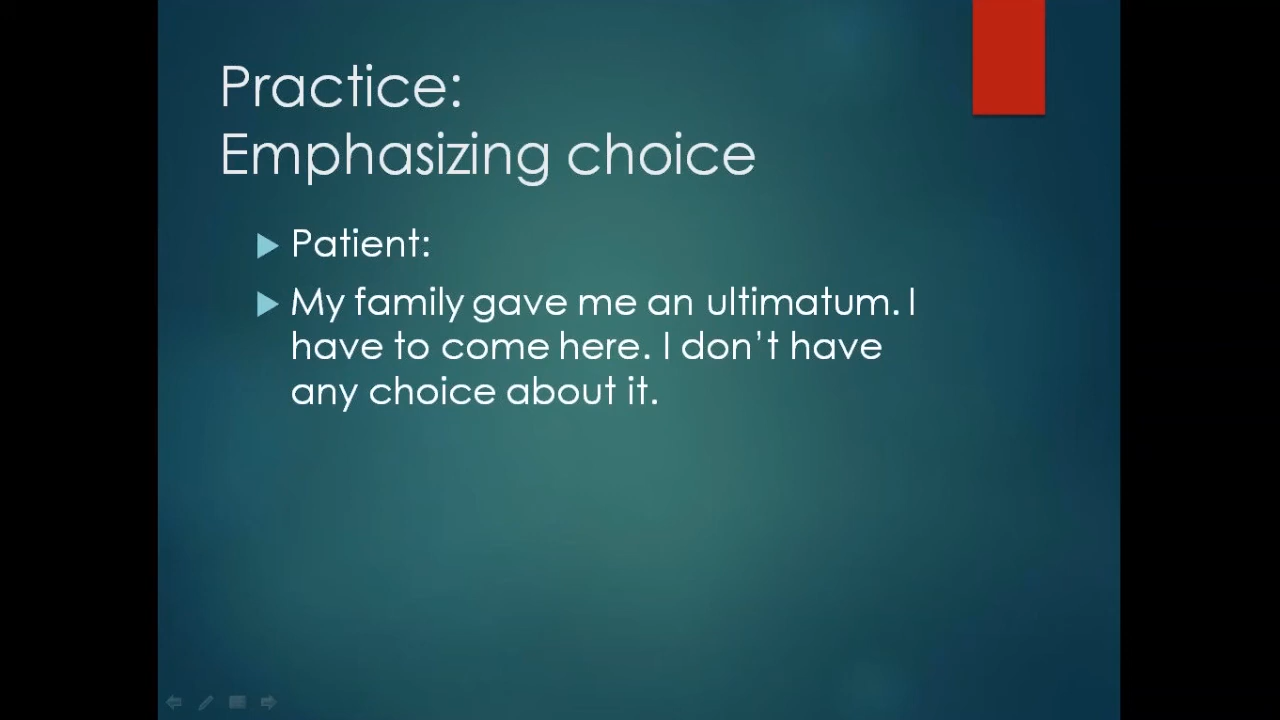 Practice:
Emphasizing choice
Patient:
My family gave me an ultimatum. I
have to come here. I don’t have
any choice about it.